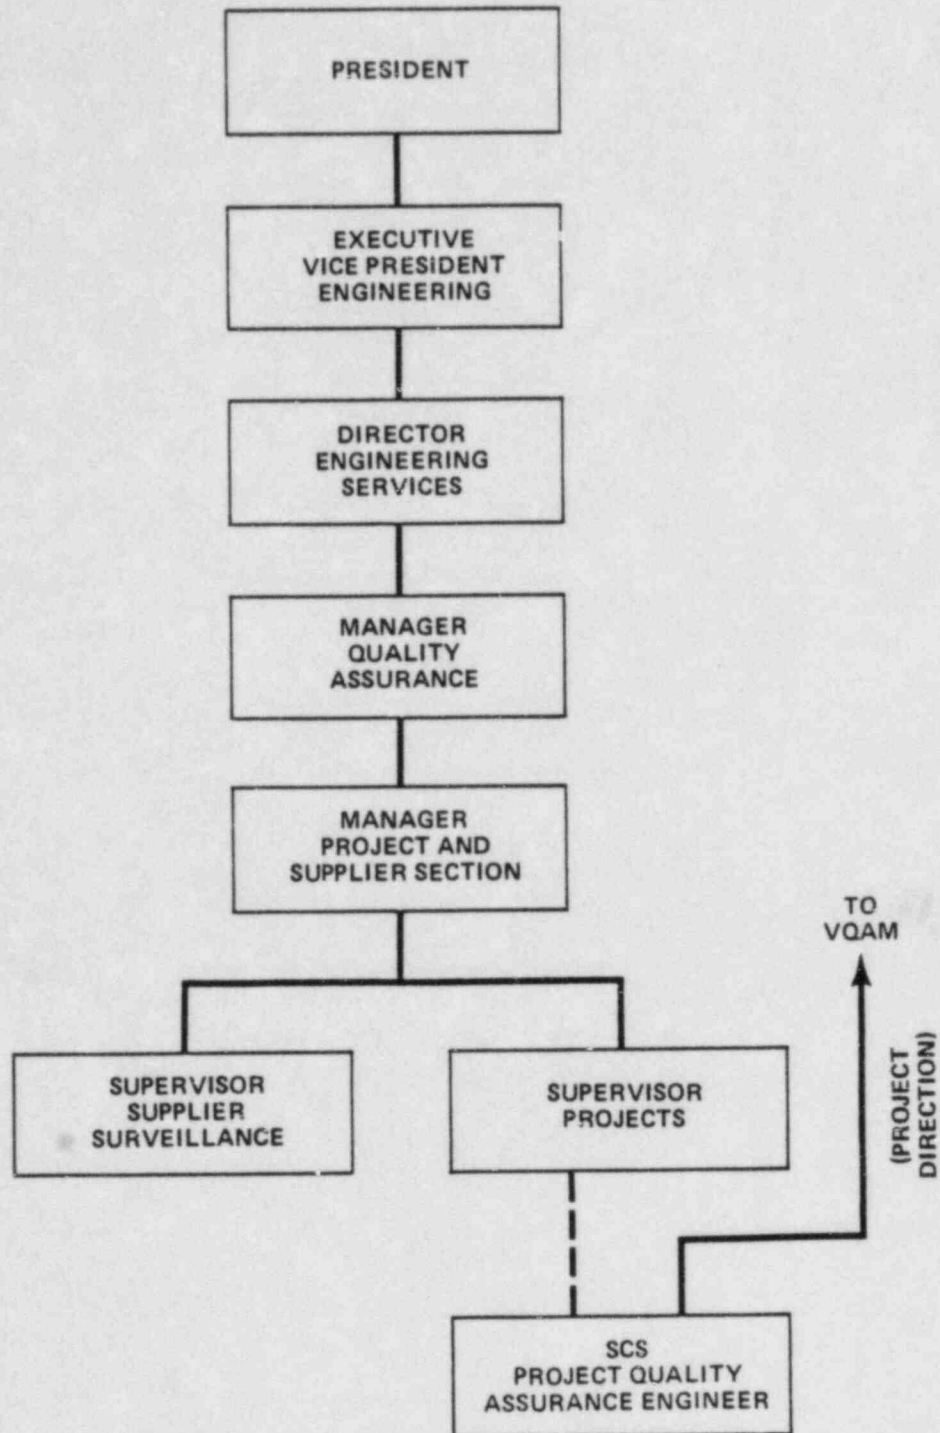 PRESIDENT
EXECUTIVE
VICE PRESIDENT
ENGINEERING
DIRECTOR
ENGINEERING
SERVICES
MANAGER
QUALITY
ASSURANCE
MANAGER
PROJECT AND
SUPPLIER SECTION
TO
VQAM
(PROJECT
DIRECTION)
SUPERVISOR
SUPPLIER
SURVEILLANCE
SUPERVISOR
PROJECTS
SCS
PROJECT QUALITY
ASSURANCE ENGINEER